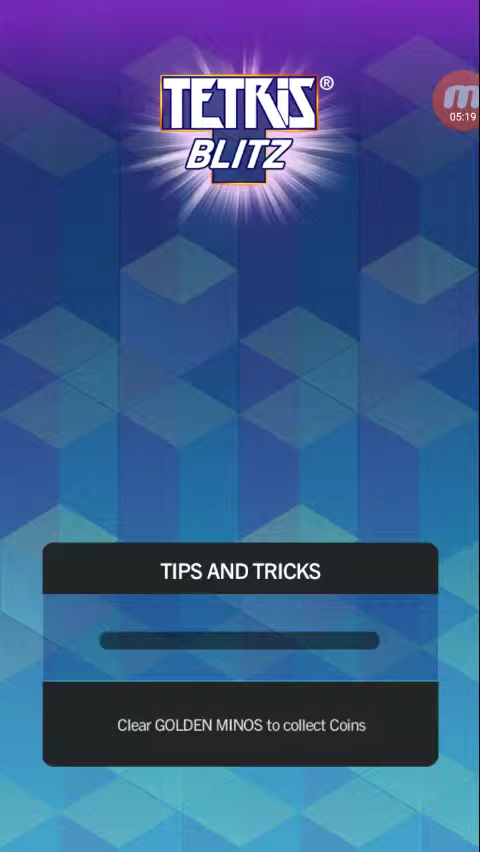 TETRiS®
BLITZ
05:19
TIPS AND TRICKS
Clear GOLDEN MINOS to collect Coins